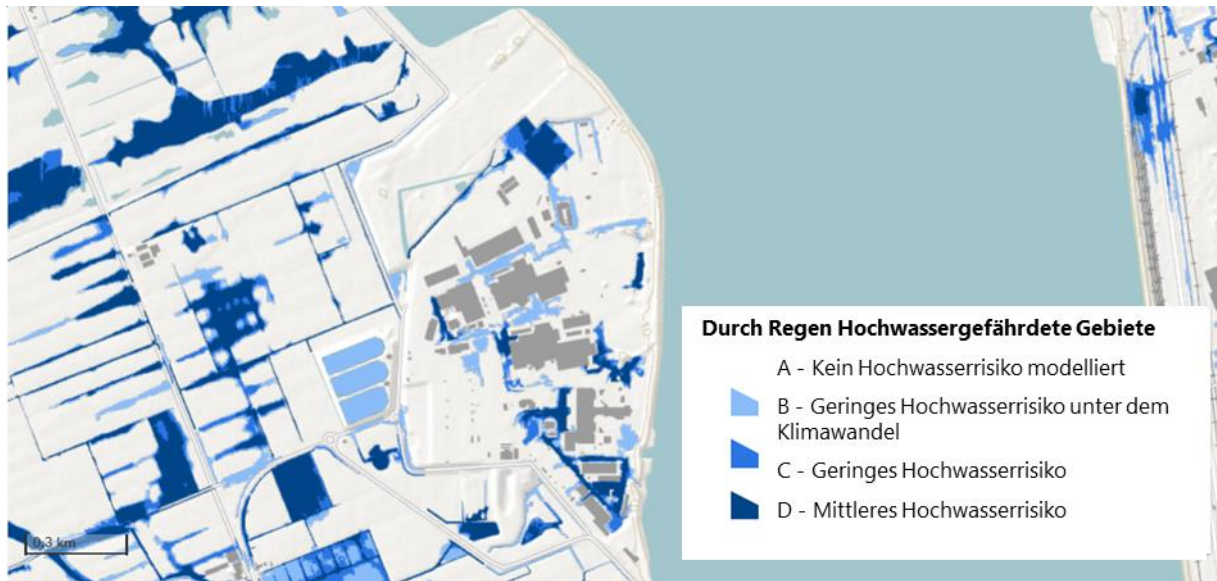 Durch Regen Hochwassergefährdete Gebiete
A - Kein Hochwasserrisiko modelliert
B - Geringes Hochwasserrisiko unter dem
Klimawandel
C - Geringes Hochwasserrisiko
D - Mittleres Hochwasserrisiko
0,3 km